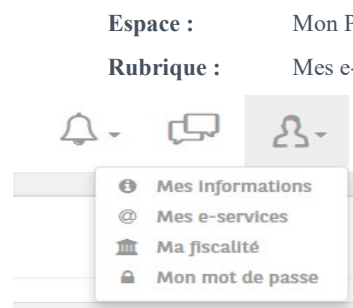 Espace : Mon
Rubrique : Mes
Mes informations
@ Mes e-services
Ma fiscalité
Mon mot de passe